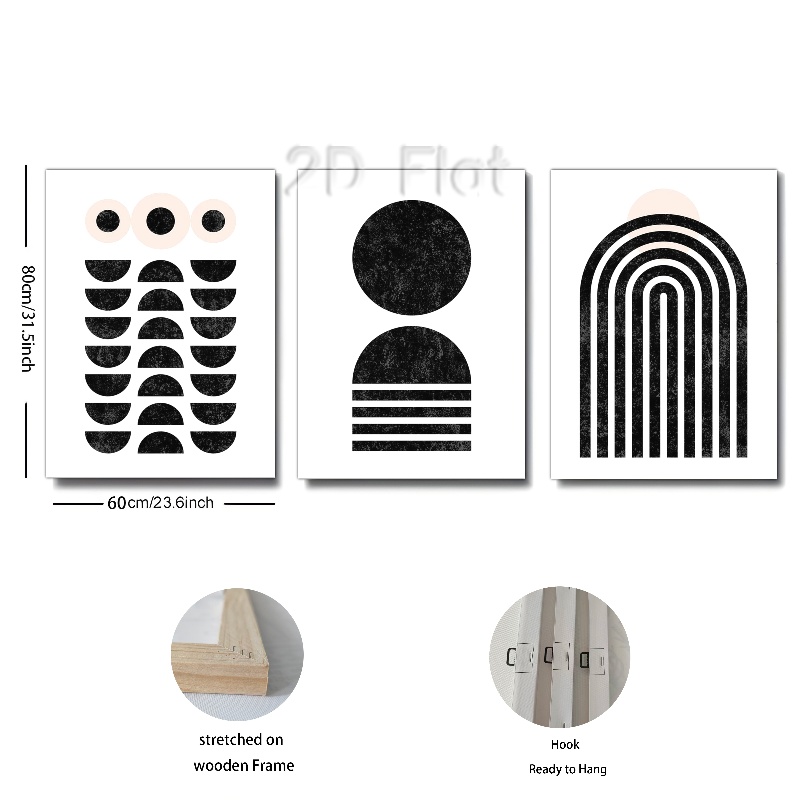 2D Flat
80cm/31.5inch
60cm/23.6inch
stretched on
wooden Frame
Hook
Ready to Hang